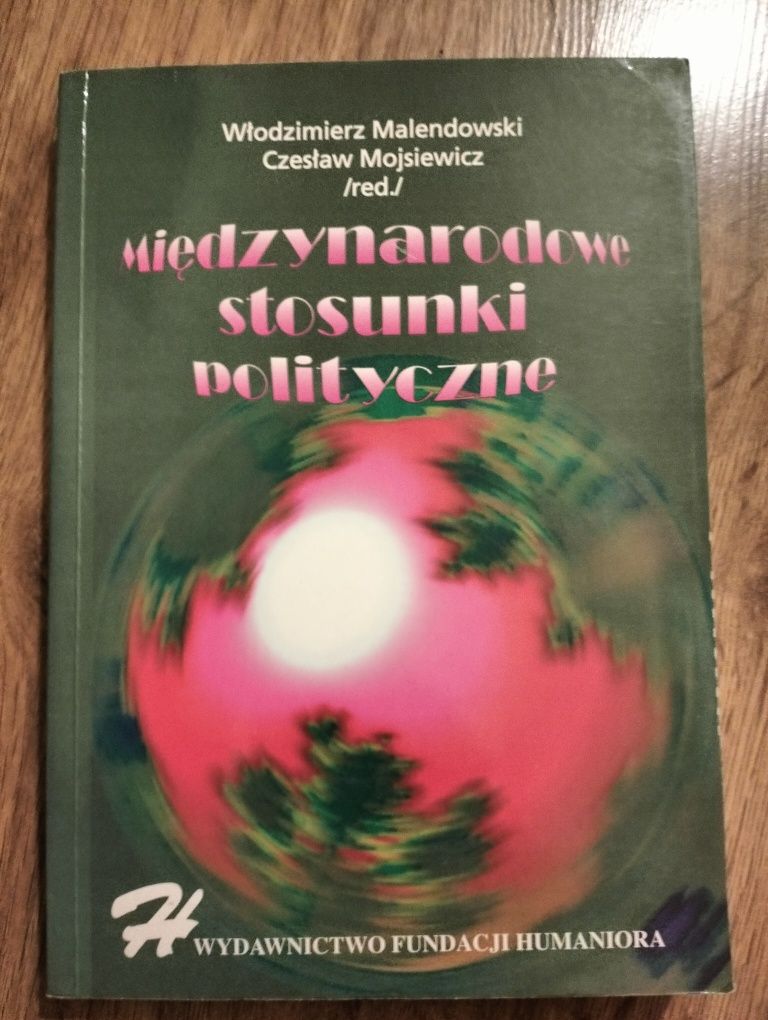 Włodzimierz Malendowski
Czesław Mojsiewicz
/red./
Międzynarodowe
stosunki
polityczne
H WYDAWNICTWO FUNDACJI HUMANIORA